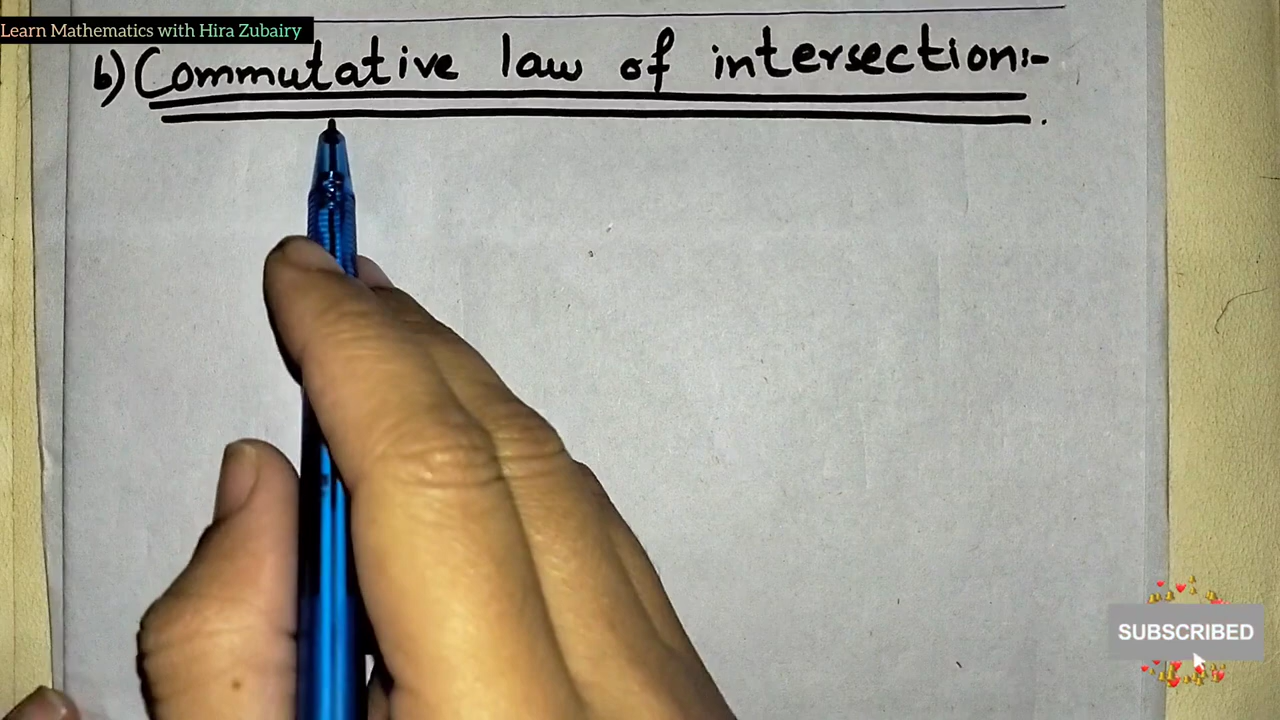 Learn Mathematics with Hira Zubairy
b) Commutative law of intersection:-
SUBSCRIBED